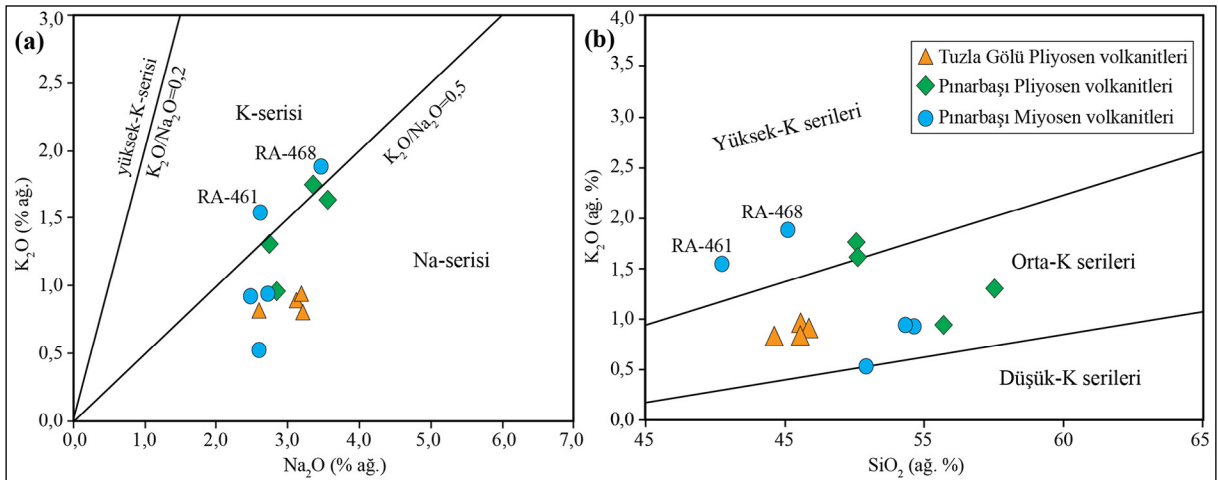 (a)
3,0
2,5
2,0
1,5
1,0
0,5
0,0
K₂O (% ağ.)
yüksek-K-serisi
K₂O/Na₂O=0,2
K-serisi
K₂O/Na₂O=0,5
RA-468
RA-461
Na-serisi
0,0 1,0 2,0 3,0 4,0 5,0 6,0 7,0
Na₂O (% ağ.)
(b)
4,0
3,0
3,0
2,5
2,0
1,5
1,0
0,5
0,0
K₂O (ağ. %)
Tuzla Gölü Pliyosen volkanitleri
Pınarbaşı Pliyosen volkanitleri
Pınarbaşı Miyosen volkanitleri
Yüksek-K serileri
RA-468
RA-461
Orta-K serileri
Düşük-K serileri
45 45 55 60 65
SiO₂ (ağ. %)